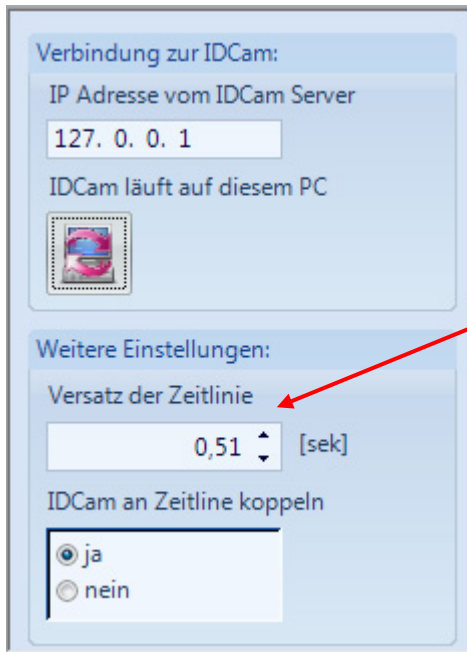 Verbindung zur IDCam:
IP Adresse vom IDCam Server
127. 0. 0. 1
IDCam läuft auf diesem PC
Weitere Einstellungen:
Versatz der Zeitlinie
0,51 [sek]
IDCam an Zeitline koppeln
ja
nein